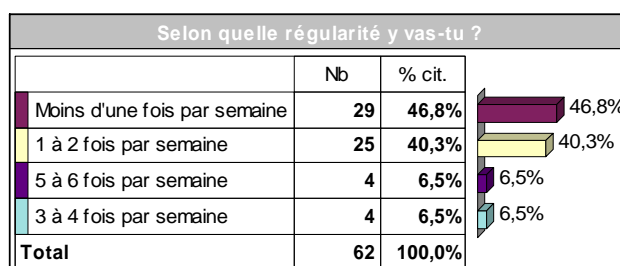 Selon quelle régularité y vas-tu ?
Nb % cit.
Moins d'une fois par semaine 29 46,8% 46,8%
1 à 2 fois par semaine 25 40,3% 40,3%
5 à 6 fois par semaine 4 6,5% 6,5%
3 à 4 fois par semaine 4 6,5% 6,5%
Total 62 100,0%